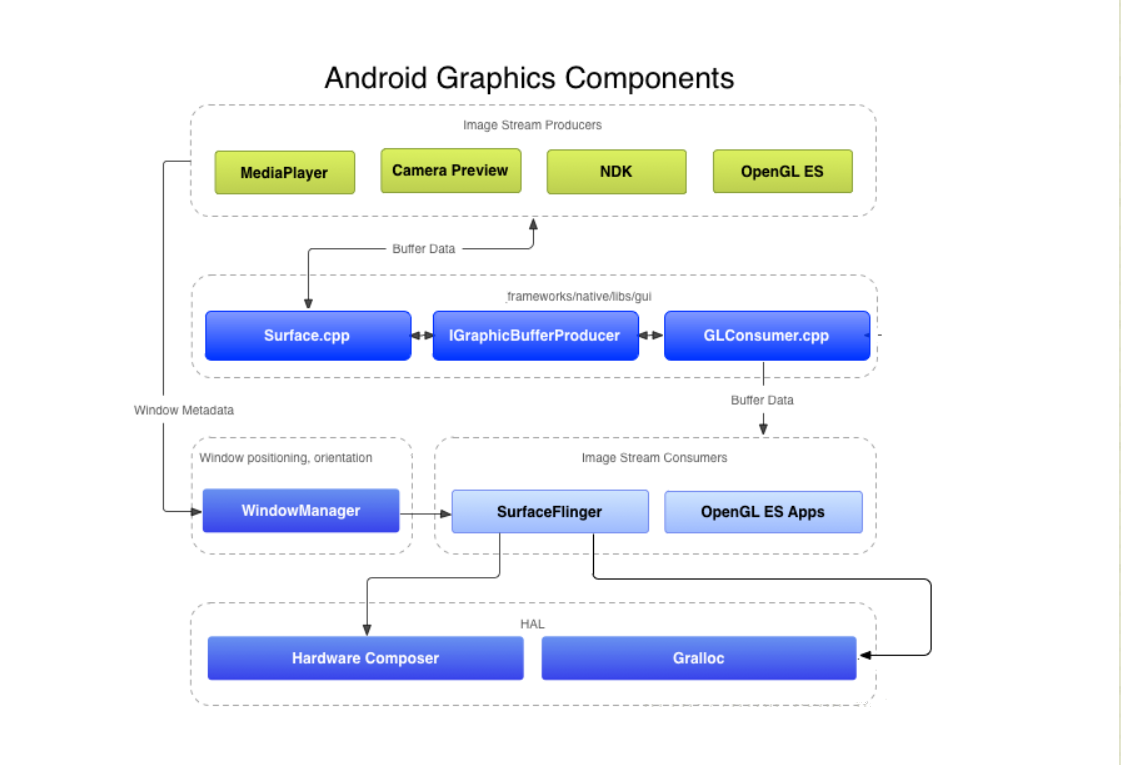 Android Graphics Components
Image Stream Producers
MediaPlayer
Camera Preview
NDK
OpenGL ES
Buffer Data
frameworks/native/libs/gui
Surface.cpp
IGraphicBufferProducer
GLConsumer.cpp
Buffer Data
Window Metadata
Window positioning, orientation
WindowManager
Image Stream Consumers
SurfaceFlinger
OpenGL ES Apps
HAL
Hardware Composer
Gralloc